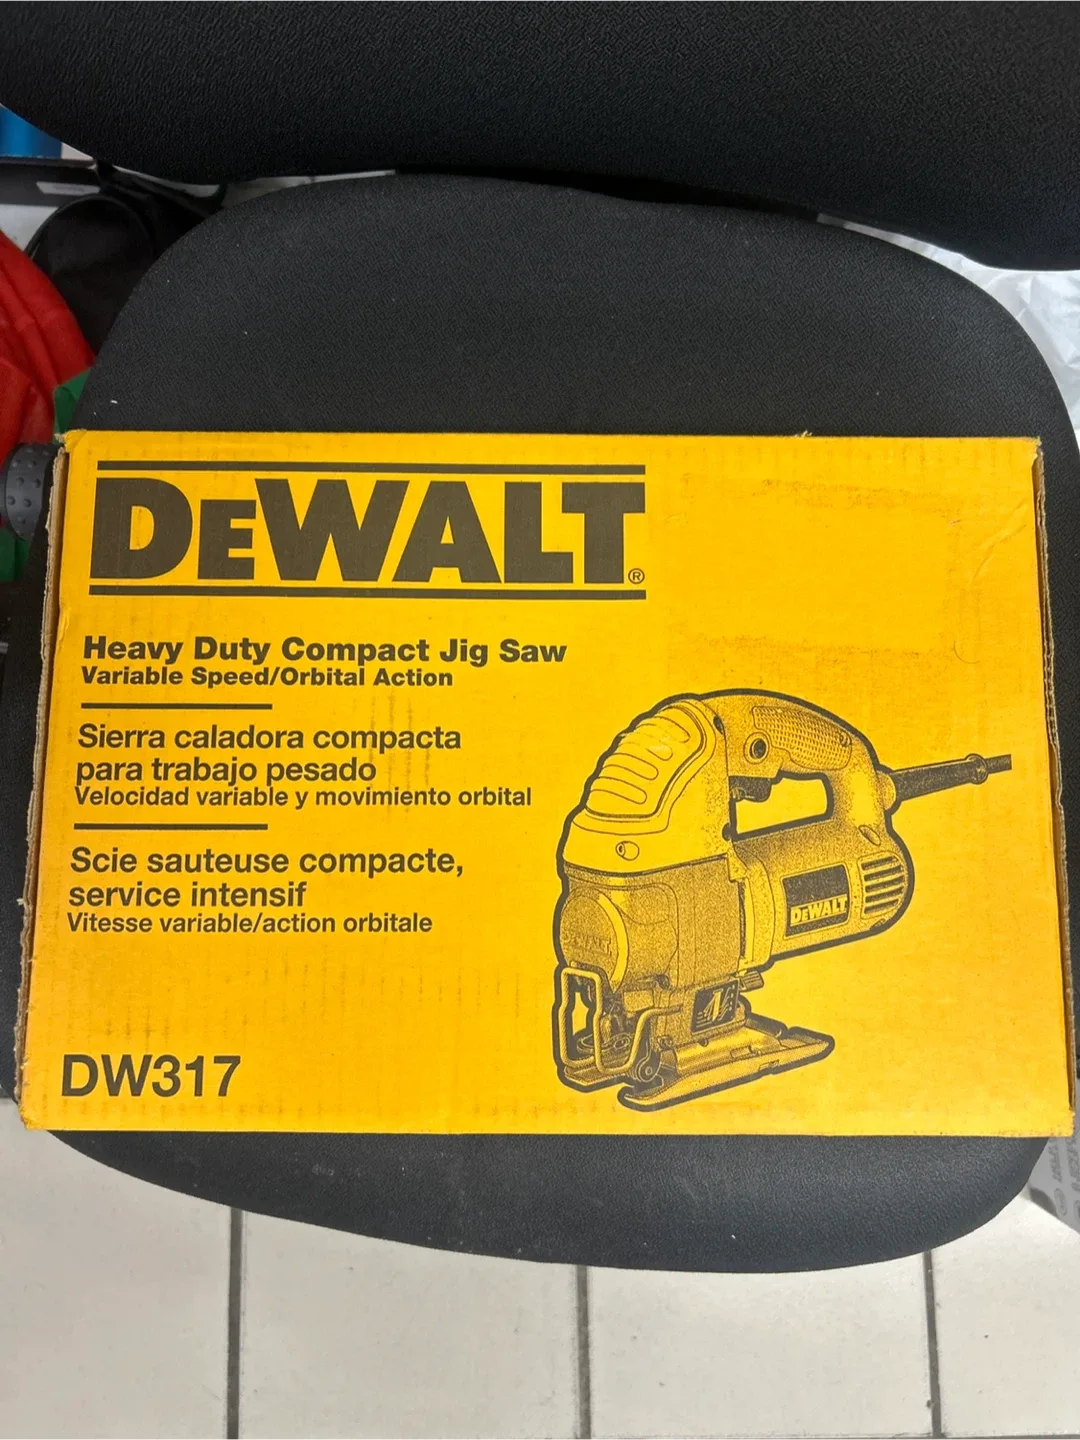 DEWALT®
Heavy Duty Compact Jig Saw
Variable Speed/Orbital Action
Sierra caladora compacta
para trabajo pesado
Velocidad variable y movimiento orbital
Scie sauteuse compacte,
service intensif
Vitesse variable/action orbitale
DW317
DEWALT
DEWALT